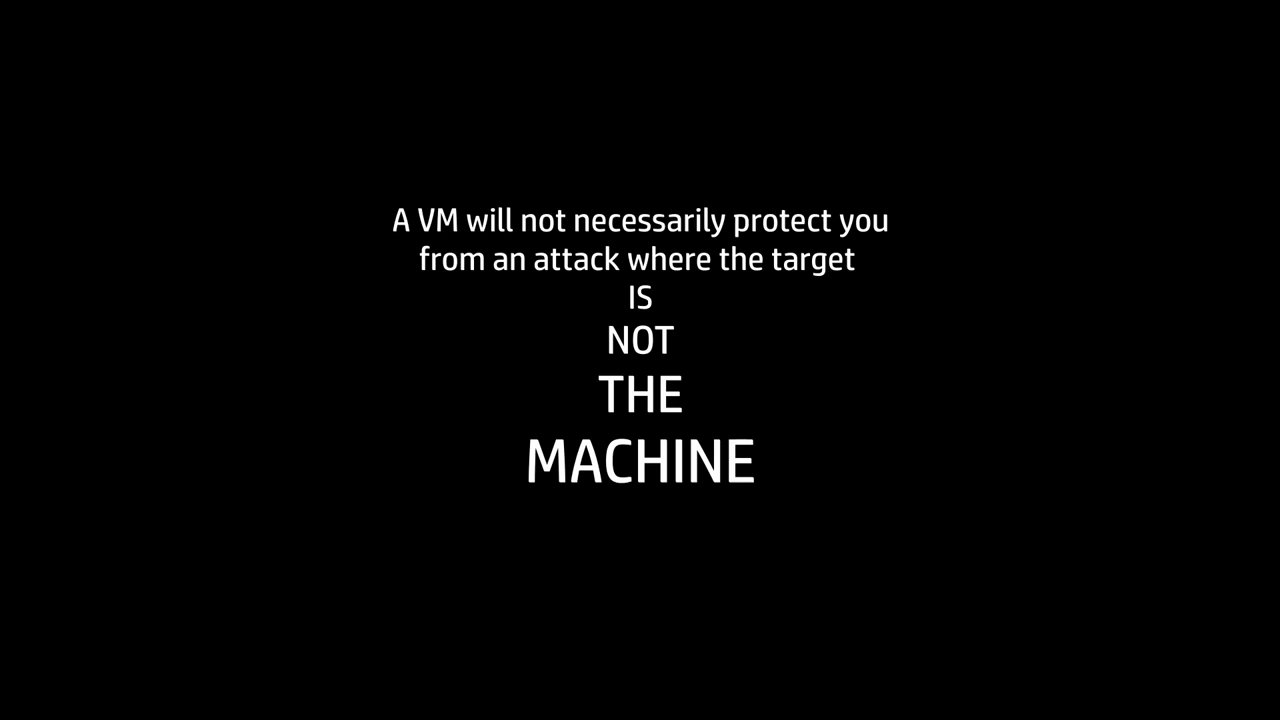 A VM will not necessarily protect you
from an attack where the target
IS
NOT
THE
MACHINE